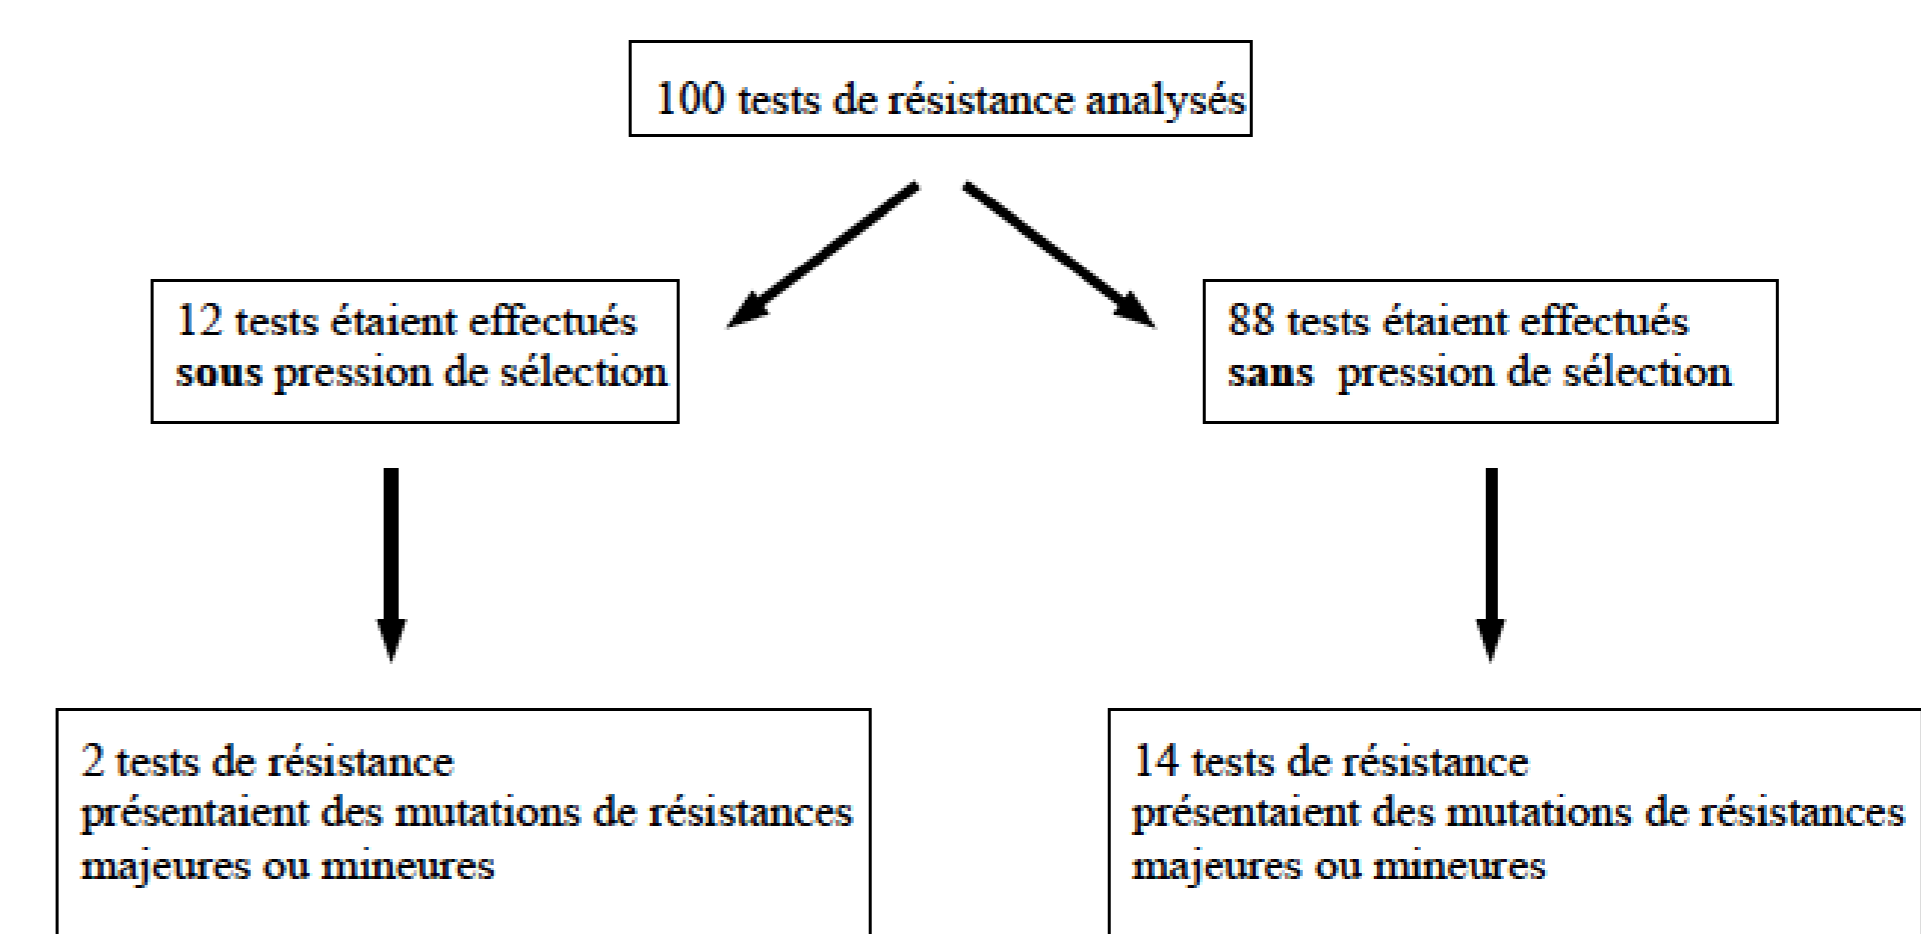 100 tests de résistance analysés
12 tests étaient effectués
sous pression de sélection
88 tests étaient effectués
sans pression de sélection
2 tests de résistance
présentaient des mutations de résistances
majeures ou mineures
14 tests de résistance
présentaient des mutations de résistances
majeures ou mineures